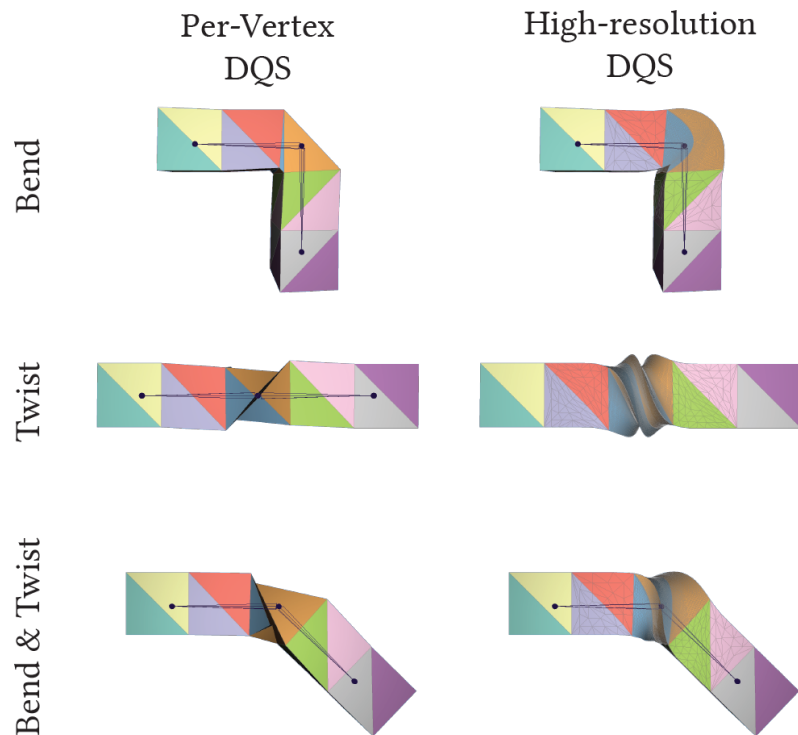 Per-Vertex
DQS
High-resolution
DQS
Bend
Twist
Bend & Twist